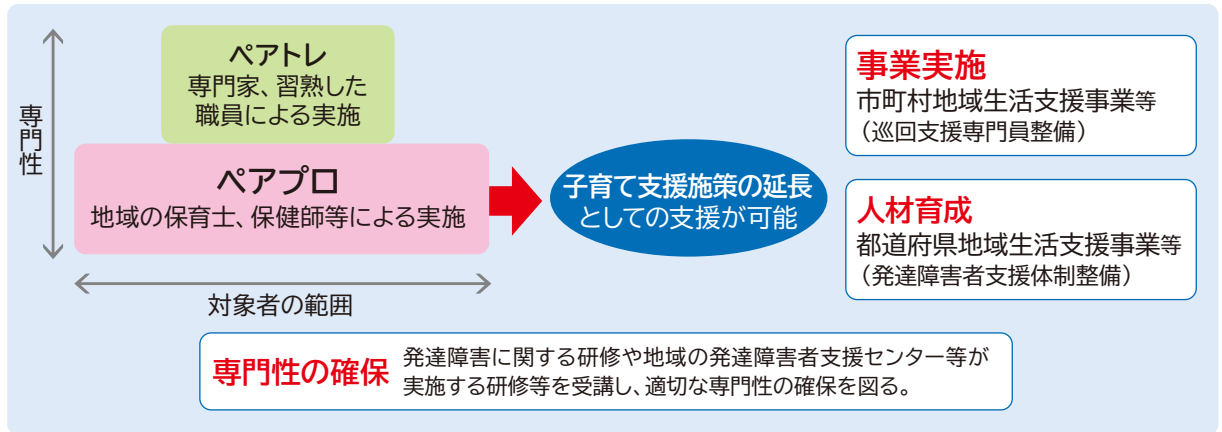 専門性
ペアトレ
専門家、習熟した
職員による実施
ペアプロ
地域の保育士、保健師等による実施
対象者の範囲
子育て支援施策の延長
としての支援が可能
事業実施
市町村地域生活支援事業等
（巡回支援専門員整備）
人材育成
都道府県地域生活支援事業等
（発達障害者支援体制整備）
専門性の確保
発達障害に関する研修や地域の発達障害者支援センター等が
実施する研修等を受講し、適切な専門性の確保を図る。